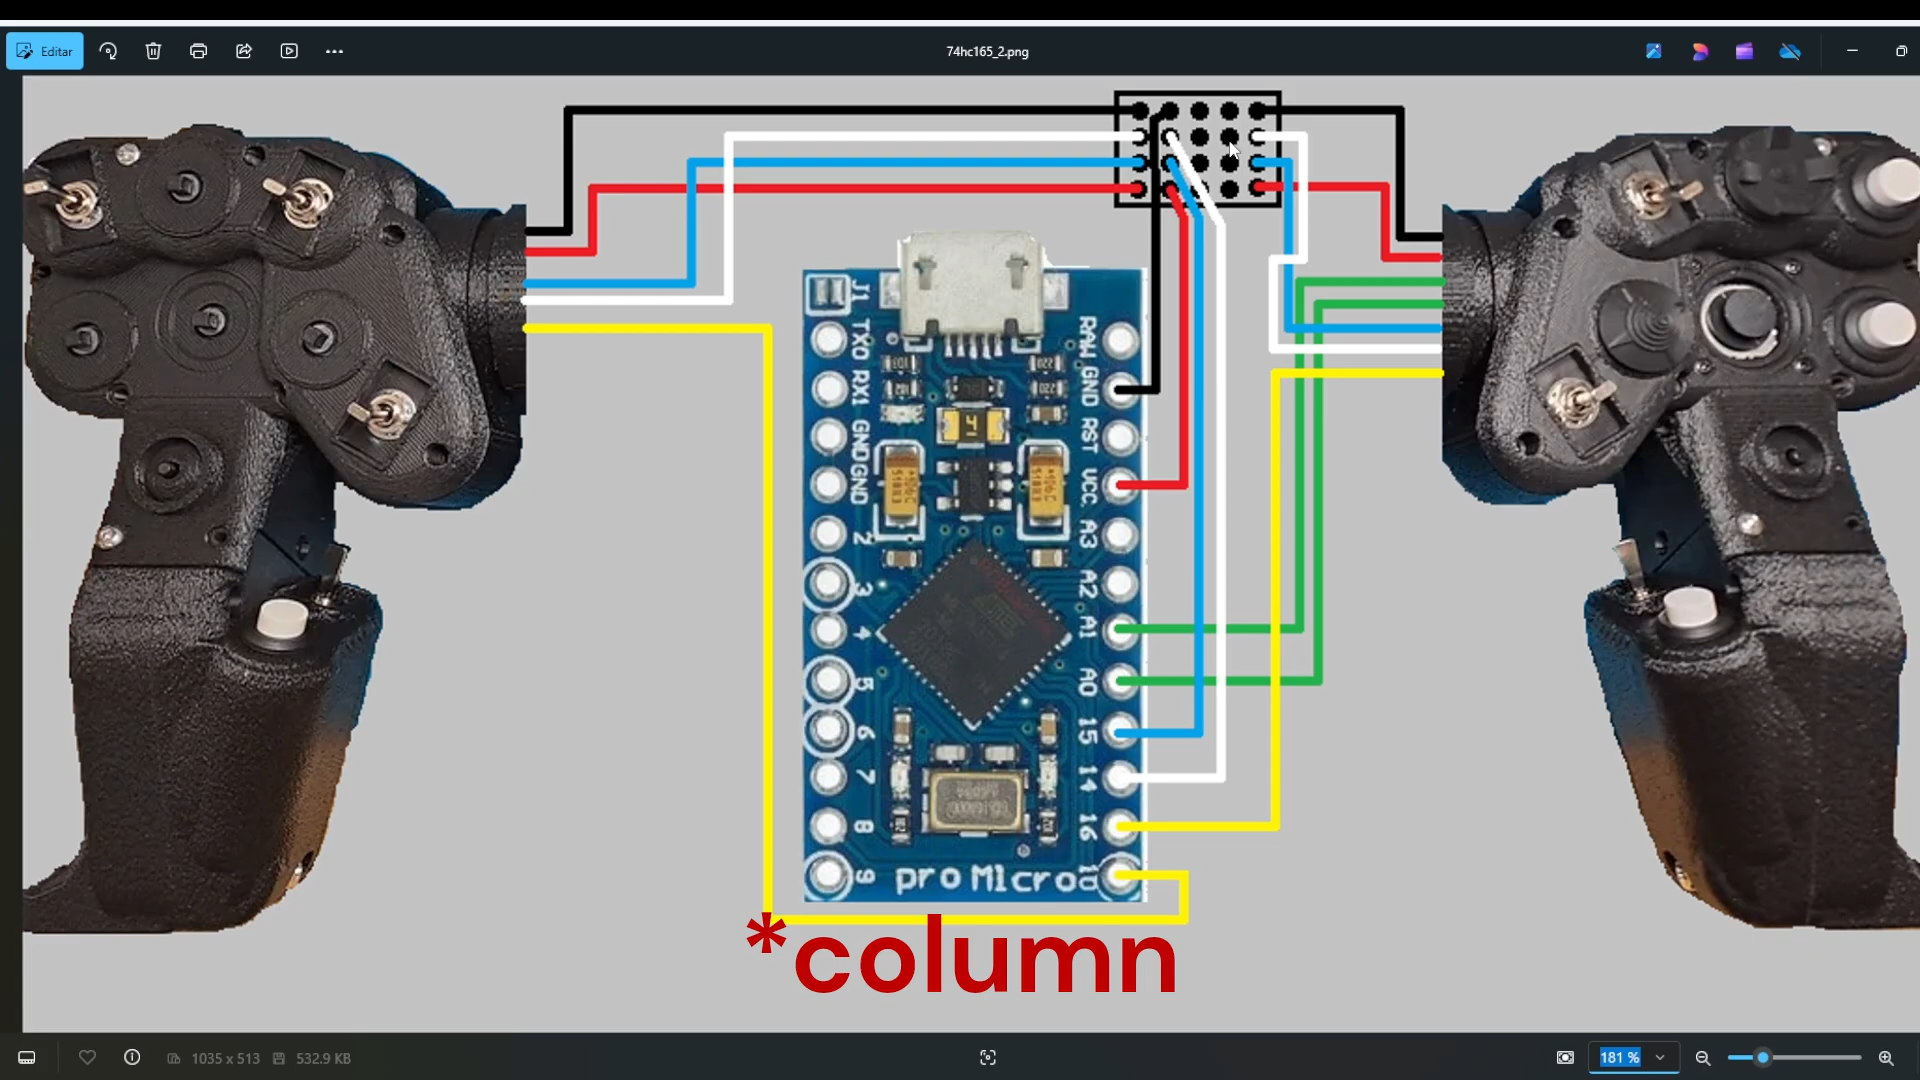 Editar
74hc165_2.png
J1
TXO
RX1
GND
GND
2
3
4
5
6
7
8
9
RAW
GND
RST
VCC
A3
A2
A1
A0
15
14
16
10
pro MIcro
*column
1035 x 513
532.9 KB
181 %